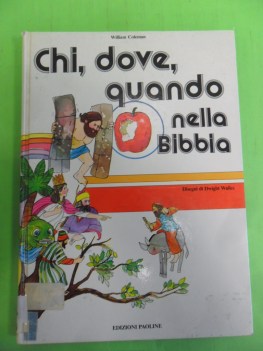 William Coleman
Chi, dove,
quando
nella
Bibbia
Disegni di Dwight Walles
EDIZIONI PAOLINE